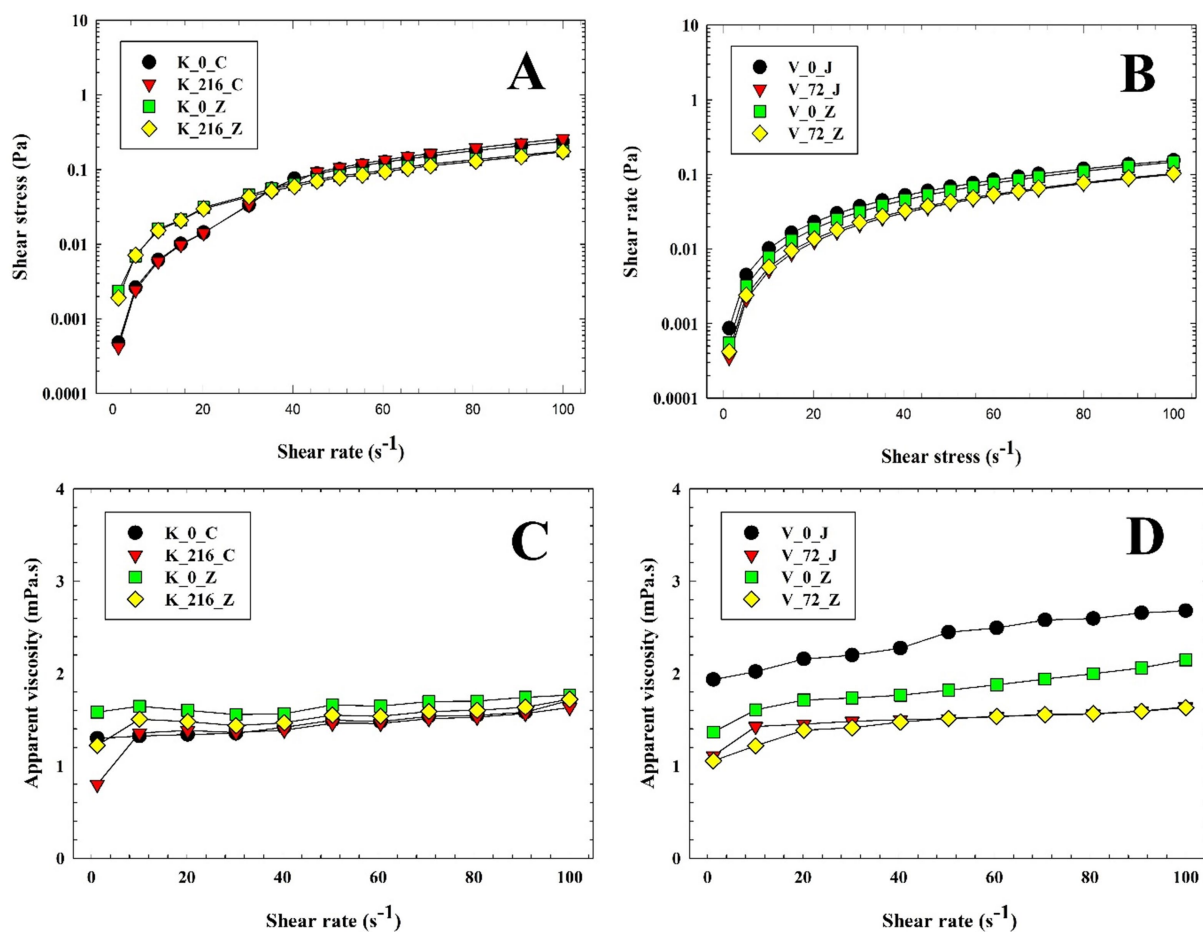 A
K_0_C
K_216_C
K_0_Z
K_216_Z
10
1
0.1
0.01
0.001
0.0001
Shear stress (Pa)
0 20 40 60 80 100
Shear rate (s-1)
B
V_0_J
V_72_J
V_0_Z
V_72_Z
10
1
0.1
0.01
0.001
0.0001
Shear rate (Pa)
0 20 40 60 80 100
Shear stress (s-1)
C
K_0_C
K_216_C
K_0_Z
K_216_Z
4
3
2
1
0
Apparent viscosity (mPa.s)
0 20 40 60 80 100
Shear rate (s-1)
D
V_0_J
V_72_J
V_0_Z
V_72_Z
4
3
2
1
0
Apparent viscosity (mPa.s)
0 20 40 60 80 100
Shear rate (s-1)